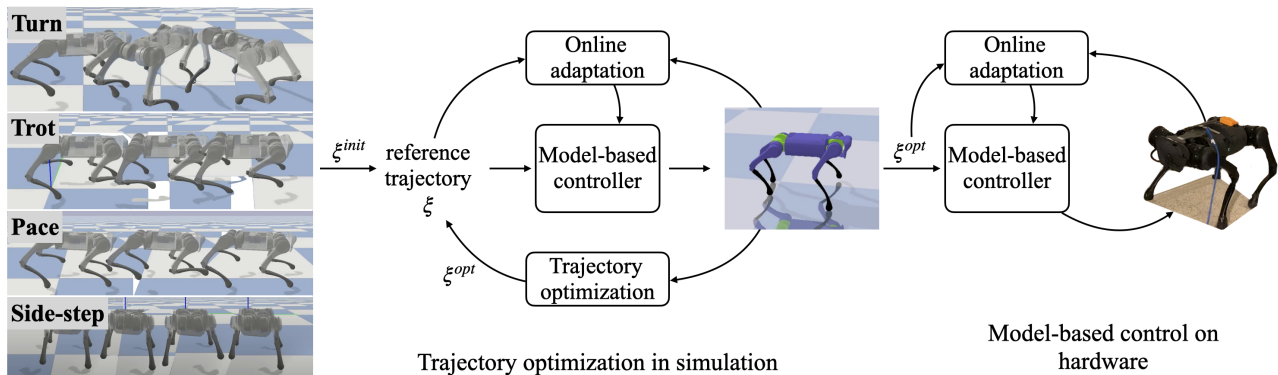 Turn
Trot
Pace
Side-step
ξ^{init}
reference
trajectory
ξ
Online
adaptation
Model-based
controller
ξ^{opt}
Trajectory
optimization
Trajectory optimization in simulation
ξ^{opt}
Online
adaptation
Model-based
controller
Model-based control on
hardware